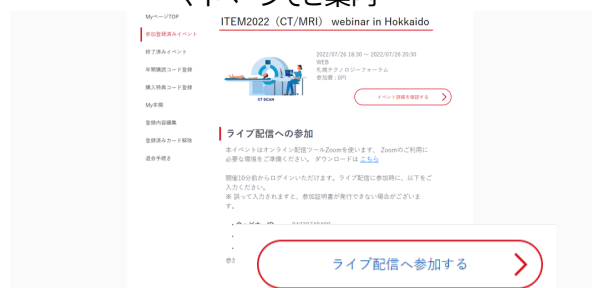 MyページTOP
参加登録済みイベント
終了済みイベント
年間購読コード登録
購入特典コード登録
My本棚
登録内容編集
登録済みカード解除
退会手続き
ITEM2022（CT/MRI） webinar in Hokkaido
CT SCAN
2022/07/26 18:30 ～ 2022/07/26 20:30
WEB
札幌テクノロジーフォーラム
参加費：0円
イベント詳細を確認する
ライブ配信への参加
本イベントはオンライン配信ツールZoomを使います、 Zoomのご利用に
必要な環境をご準備ください。 ダウンロードは こちら
開催10分前からログインいただけます。ライブ配信に参加時に、以下をご
入力ください。
※ 誤って入力されますと、参加証明書が発行できない場合がございま
す。
ライブ配信へ参加する